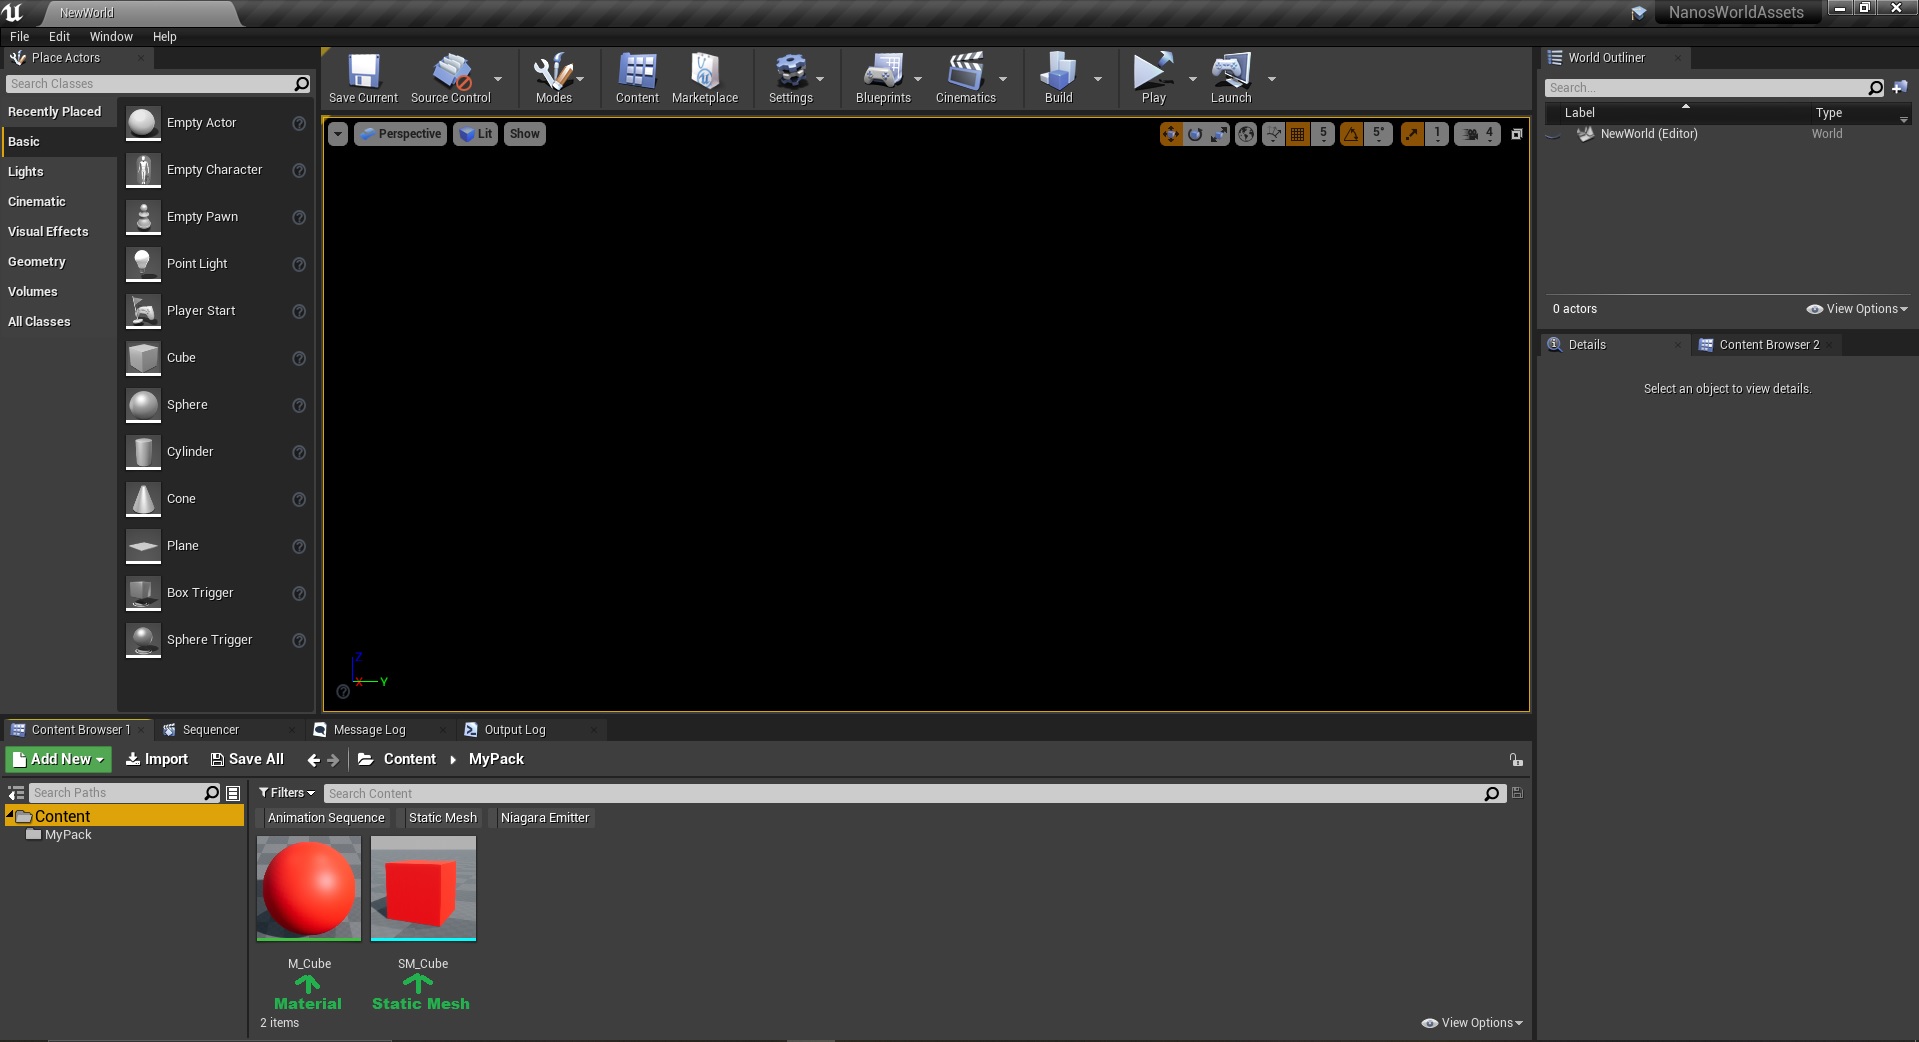 NewWorld
NanosWorldAssets
File Edit Window Help
Place Actors
Search Classes
Recently Placed
Basic
Lights
Cinematic
Visual Effects
Geometry
Volumes
All Classes
Empty Actor
Empty Character
Empty Pawn
Point Light
Player Start
Cube
Sphere
Cylinder
Cone
Plane
Box Trigger
Sphere Trigger
Save Current Source Control Modes Content Marketplace Settings Blueprints Cinematics Build Play Launch
Perspective Lit Show
5 5° 1 4
Z
X Y
World Outliner
Search...
Label Type
NewWorld (Editor) World
0 actors View Options
Details Content Browser 2
Select an object to view details.
Content Browser 1 Sequencer Message Log Output Log
Add New Import Save All Content MyPack
Search Paths
Content
MyPack
Filters Search Content
Animation Sequence Static Mesh Niagara Emitter
M_Cube SM_Cube
Material Static Mesh
2 items View Options